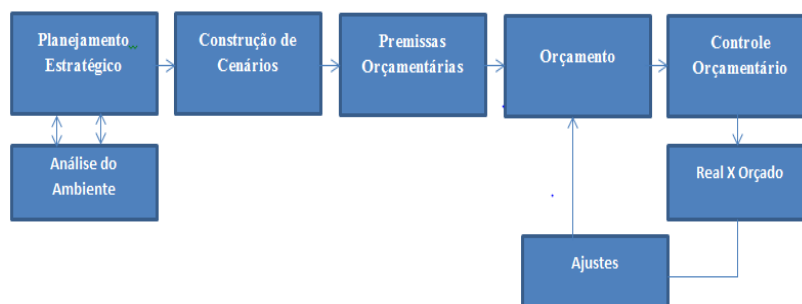 Planejamento
Estratégico
Construção de
Cenários
Premissas
Orçamentárias
Orçamento
Controle
Orçamentário
Análise do
Ambiente
Real X Orçado
Ajustes